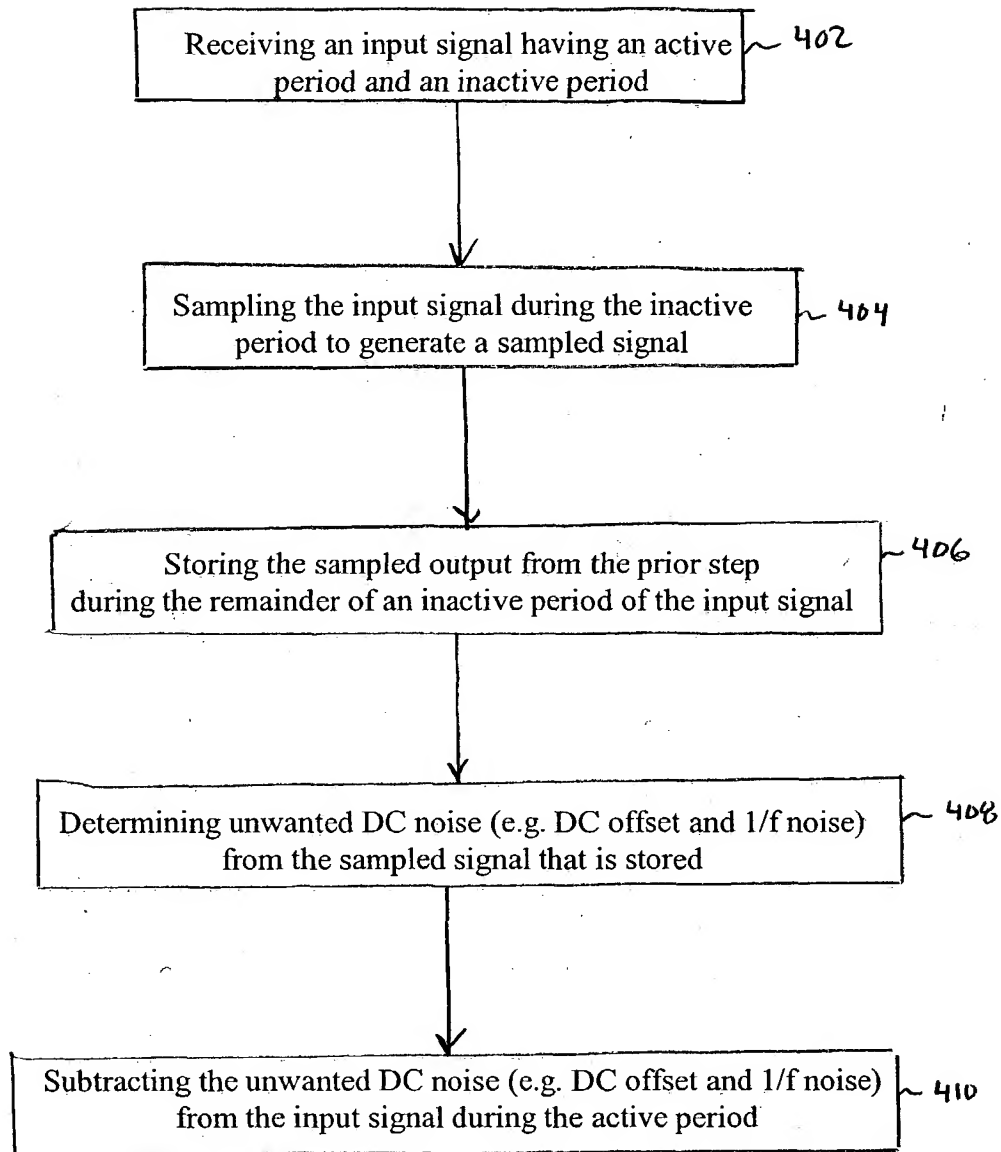 Receiving an input signal having an active
period and an inactive period
402
Sampling the input signal during the inactive
period to generate a sampled signal
404
Storing the sampled output from the prior step
during the remainder of an inactive period of the input signal
406
Determining unwanted DC noise (e.g. DC offset and 1/f noise)
from the sampled signal that is stored
408
Subtracting the unwanted DC noise (e.g. DC offset and 1/f noise)
from the input signal during the active period
410